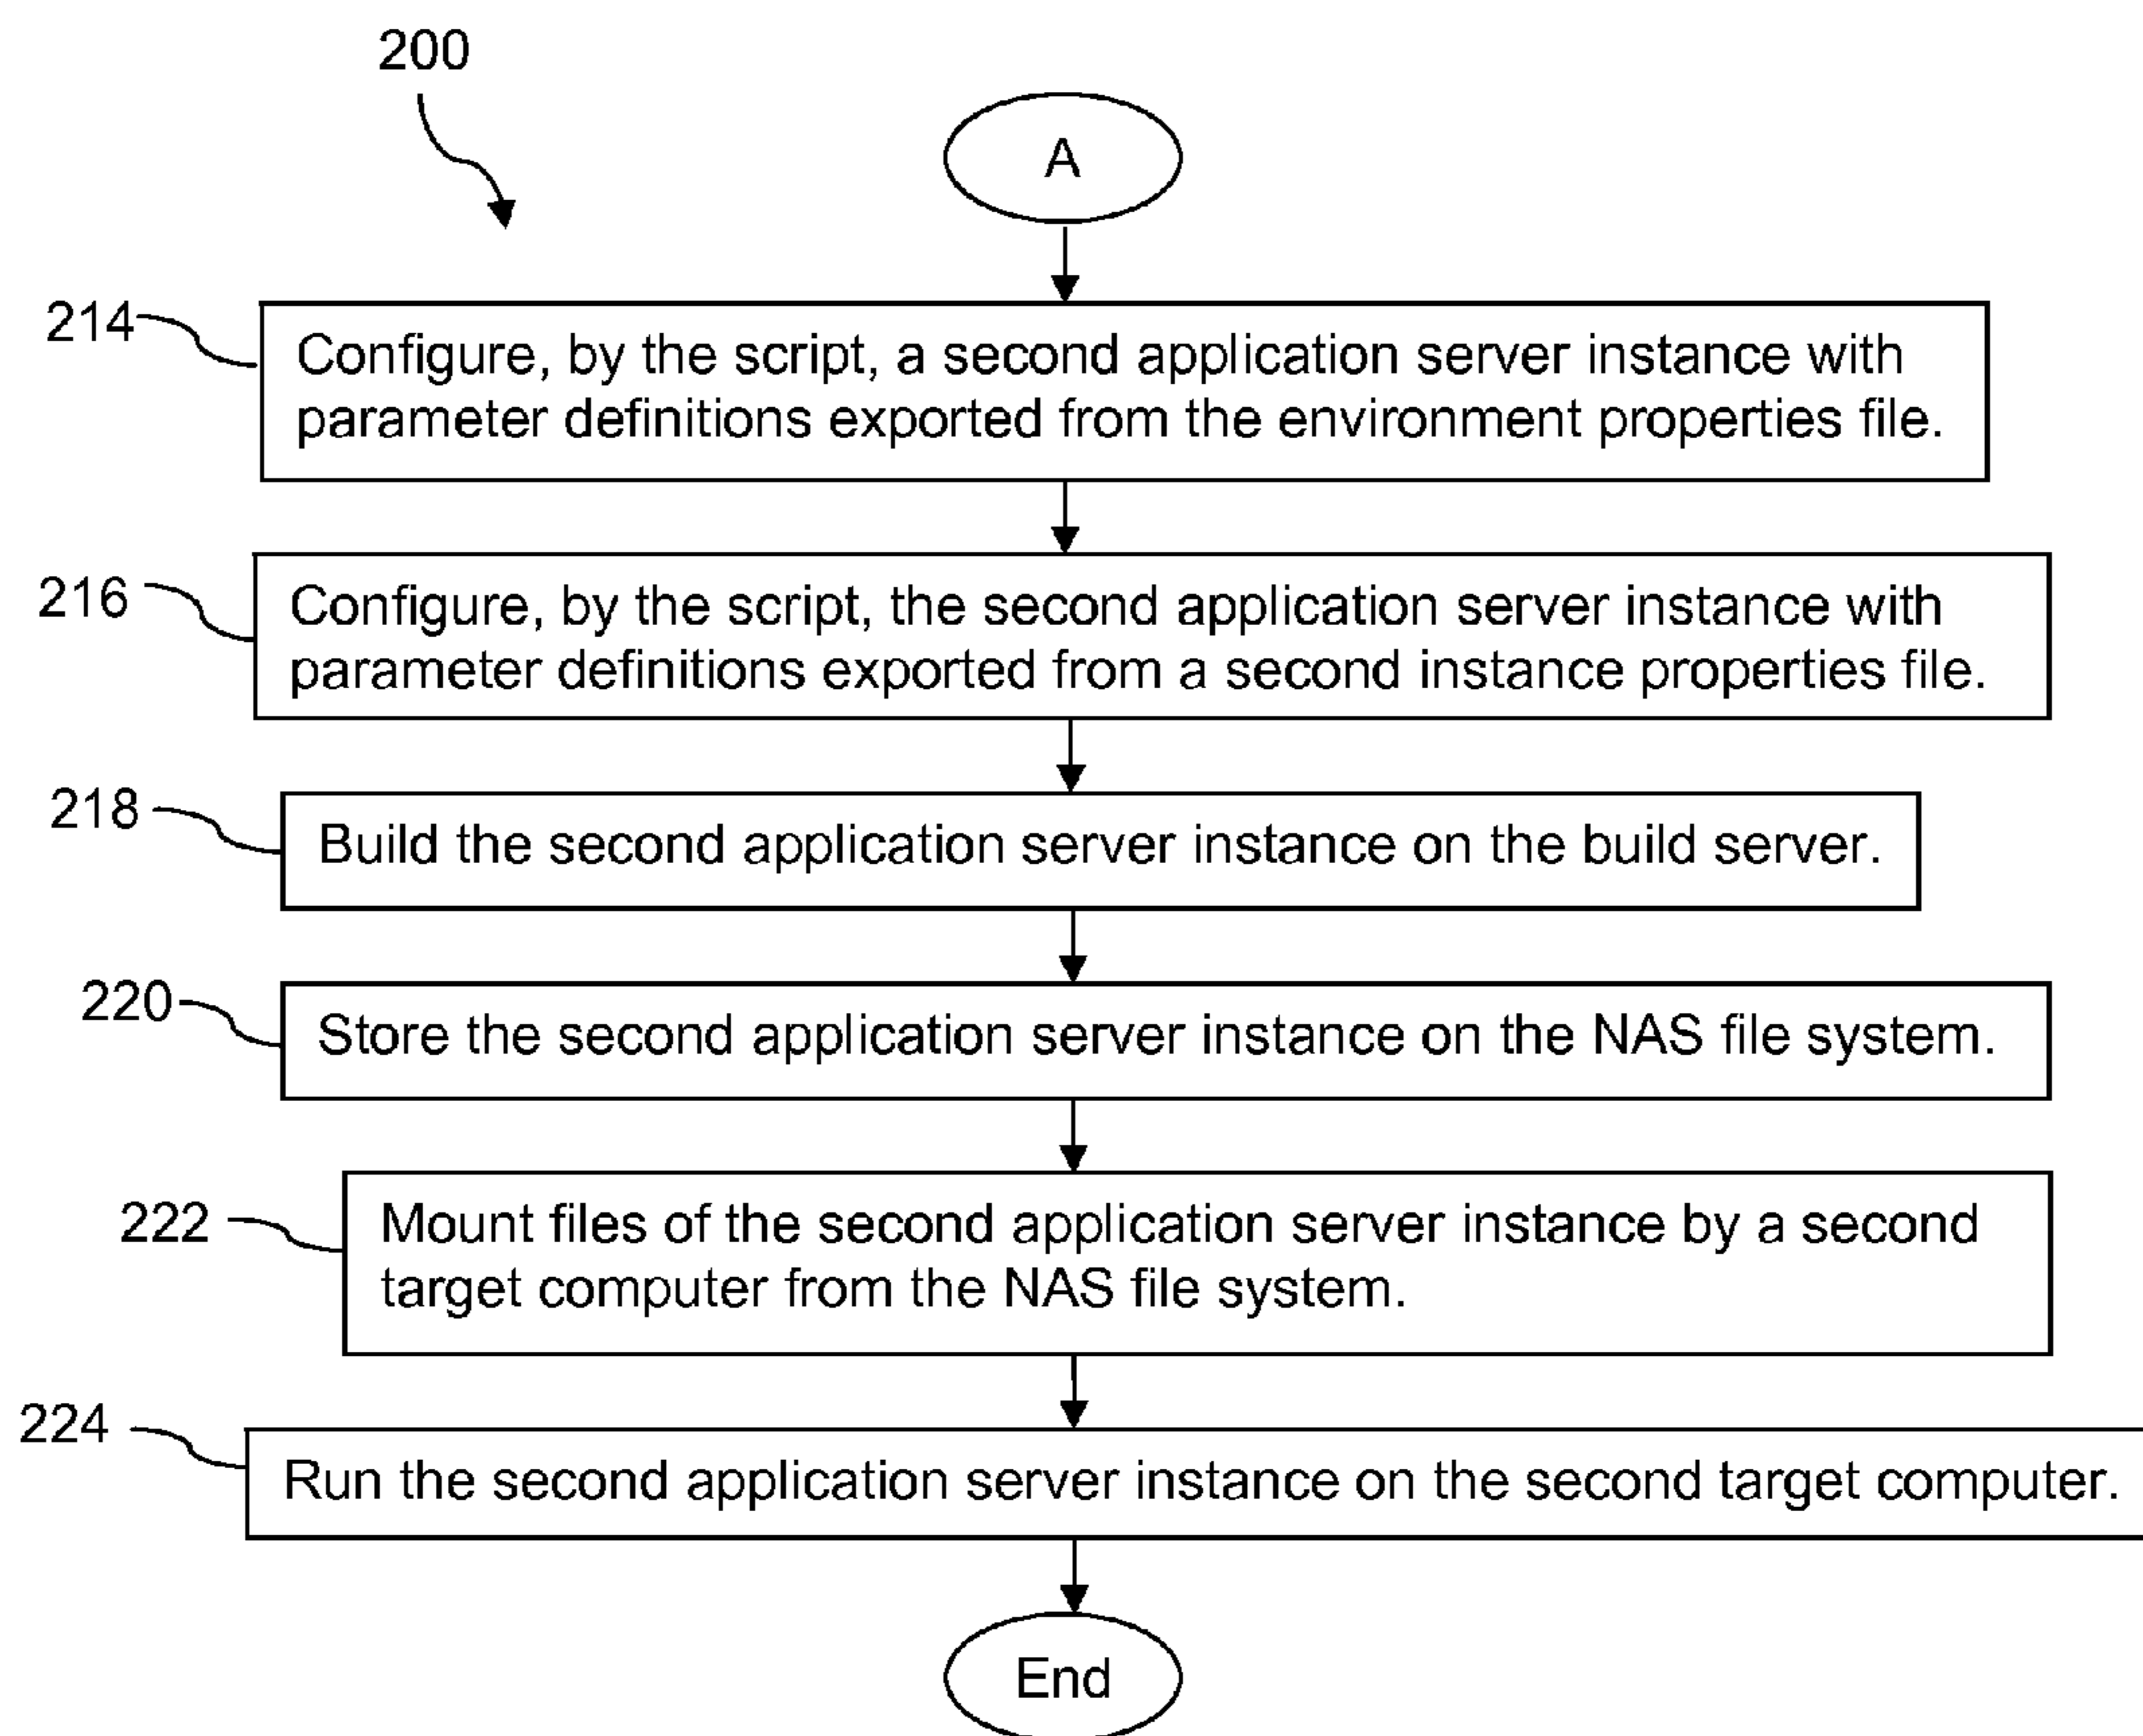 200
A
214
Configure, by the script, a second application server instance with
parameter definitions exported from the environment properties file.
216
Configure, by the script, the second application server instance with
parameter definitions exported from a second instance properties file.
218
Build the second application server instance on the build server.
220
Store the second application server instance on the NAS file system.
222
Mount files of the second application server instance by a second
target computer from the NAS file system.
224
Run the second application server instance on the second target computer.
End